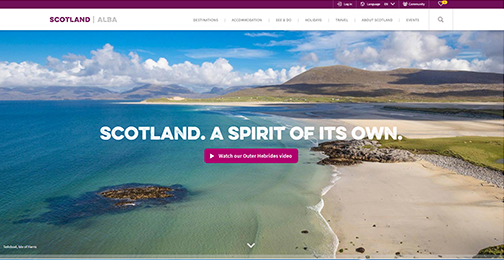 Log in Language EN Community
SCOTLAND | ALBA
DESTINATIONS ACCOMMODATION SEE & DO HOLIDAYS TRAVEL ABOUT SCOTLAND EVENTS
SCOTLAND. A SPIRIT OF ITS OWN.
Watch our Outer Hebrides video
Seilebost, Isle of Harris